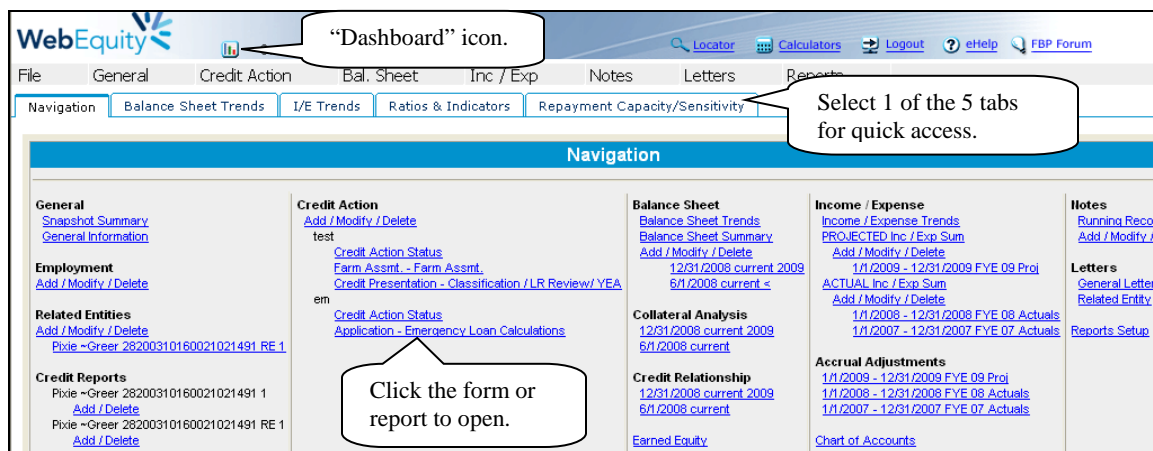 WebEquity
"Dashboard" icon.
Locator
Calculators
Logout
eHelp
FBP Forum
File
General
Credit Action
Bal. Sheet
Inc / Exp
Notes
Letters
Reports
Navigation
Balance Sheet Trends
I/E Trends
Ratios & Indicators
Repayment Capacity/Sensitivity
Select 1 of the 5 tabs
for quick access.
Navigation
General
Snapshot Summary
General Information
Employment
Add / Modify / Delete
Related Entities
Add / Modify / Delete
Pixie ~Greer 28200310160021021491 RE 1
Credit Reports
Pixie ~Greer 28200310160021021491 1
Add / Delete
Pixie ~Greer 28200310160021021491 RE 1
Add / Delete
Credit Action
Add / Modify / Delete
test
Credit Action Status
Farm Assmt. - Farm Assmt.
Credit Presentation - Classification / LR Review/ YEA
em
Credit Action Status
Application - Emergency Loan Calculations
Click the form or
report to open.
Balance Sheet
Balance Sheet Trends
Balance Sheet Summary
Add / Modify / Delete
12/31/2008 current 2009
6/1/2008 current <
Collateral Analysis
12/31/2008 current 2009
6/1/2008 current
Credit Relationship
12/31/2008 current 2009
6/1/2008 current
Earned Equity
Income / Expense
Income / Expense Trends
PROJECTED Inc / Exp Sum
Add / Modify / Delete
1/1/2009 - 12/31/2009 FYE 09 Proj
ACTUAL Inc / Exp Sum
Add / Modify / Delete
1/1/2008 - 12/31/2008 FYE 08 Actuals
1/1/2007 - 12/31/2007 FYE 07 Actuals
Accrual Adjustments
1/1/2009 - 12/31/2009 FYE 09 Proj
1/1/2008 - 12/31/2008 FYE 08 Actuals
1/1/2007 - 12/31/2007 FYE 07 Actuals
Chart of Accounts
Notes
Running Reco
Add / Modify /
Letters
General Letter
Related Entity
Reports Setup